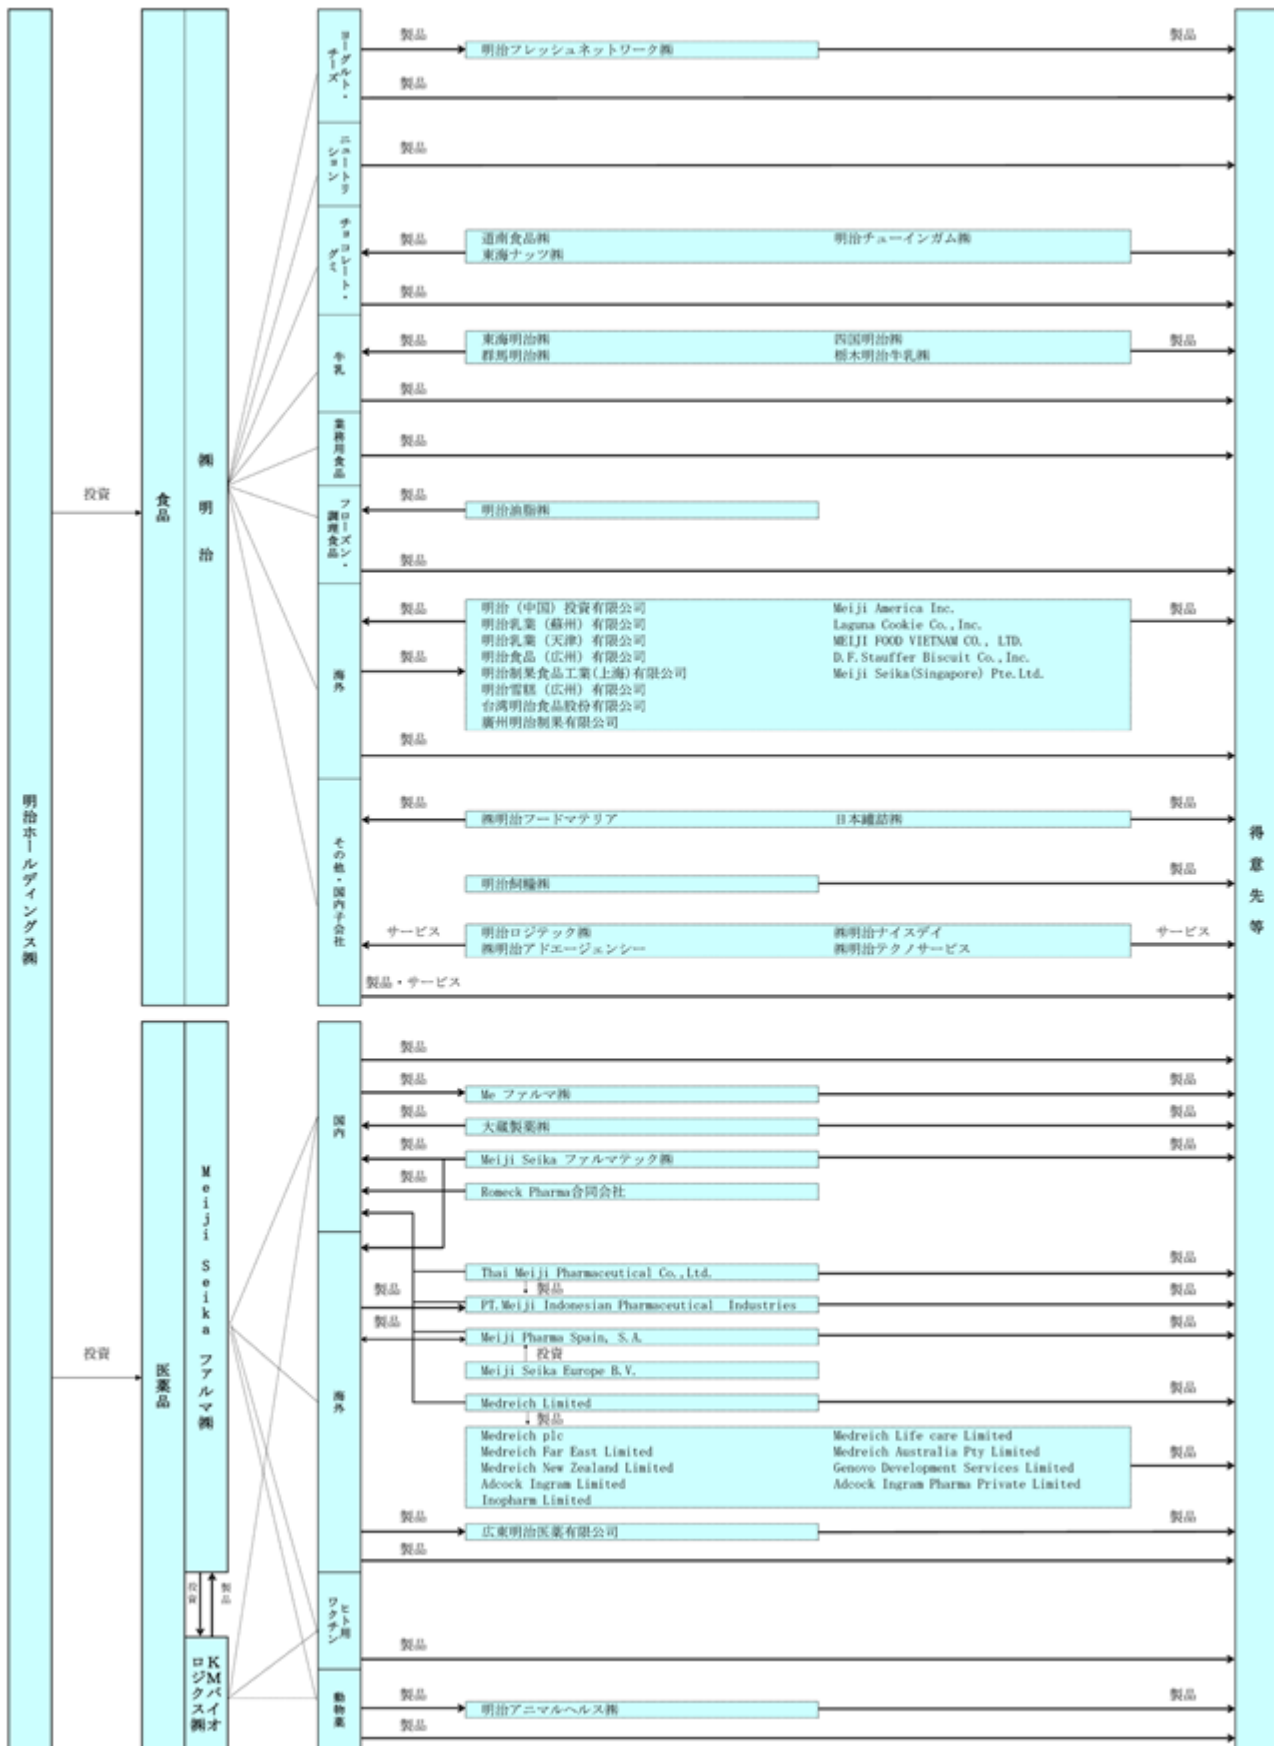 明治ホールディングス㈱
投資
食品
㈱明治
ヨーグルト・チーズ
製品
明治フレッシュネットワーク㈱
製品
製品
ニュートリション
製品
チョコレート・グミ
製品
道南食品㈱
明治チューインガム㈱
東海ナッツ㈱
製品
牛乳
製品
東海明治㈱
四国明治㈱
製品
群馬明治㈱
栃木明治牛乳㈱
製品
業務用食品
製品
フローズン・調理食品
製品
明治油脂㈱
製品
海外
製品
製品
明治（中国）投資有限公司
Meiji America Inc.
製品
明治乳業（蘇州）有限公司
Laguna Cookie Co.,Inc.
明治乳業（天津）有限公司
MEIJI FOOD VIETNAM CO., LTD.
明治食品（広州）有限公司
D.F.Stauffer Biscuit Co.,Inc.
明治制果食品工業(上海)有限公司
Meiji Seika(Singapore) Pte.Ltd.
明治雪糕（広州）有限公司
台湾明治食品股份有限公司
廣州明治制果有限公司
製品
その他・国内子会社
製品
㈱明治フードマテリア
日本罐詰㈱
製品
明治飼糧㈱
製品
サービス
明治ロジテック㈱
㈱明治ナイスデイ
サービス
㈱明治アドエージェンシー
㈱明治テクノサービス
製品・サービス
得意先等
投資
医薬品
Meiji Seika ファルマ㈱
投資
製品
KMバイオロジクス㈱
国内
製品
製品
Me ファルマ㈱
製品
製品
大蔵製薬㈱
製品
製品
Meiji Seika ファルマテック㈱
製品
製品
Romeck Pharma合同会社
海外
Thai Meiji Pharmaceutical Co.,Ltd.
製品
製品
製品
PT.Meiji Indonesian Pharmaceutical Industries
製品
製品
Meiji Pharma Spain, S.A.
製品
投資
Meiji Seika Europe B.V.
Medreich Limited
製品
製品
Medreich plc
Medreich Life care Limited
Medreich Far East Limited
Medreich Australia Pty Limited
製品
Medreich New Zealand Limited
Genovo Development Services Limited
Adcock Ingram Limited
Adcock Ingram Pharma Private Limited
Inopharm Limited
製品
広東明治医薬有限公司
製品
製品
ヒト用ワクチン
製品
動物薬
製品
明治アニマルヘルス㈱
製品
製品